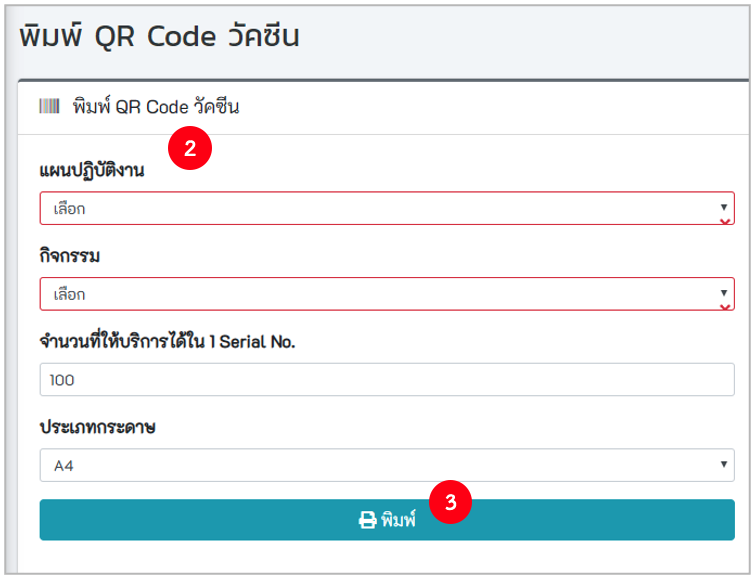 พิมพ์ QR Code วัคซีน
พิมพ์ QR Code วัคซีน
2
แผนปฏิบัติงาน
เลือก
กิจกรรม
เลือก
จำนวนที่ให้บริการได้ใน 1 Serial No.
100
ประเภทกระดาษ
A4
3
พิมพ์